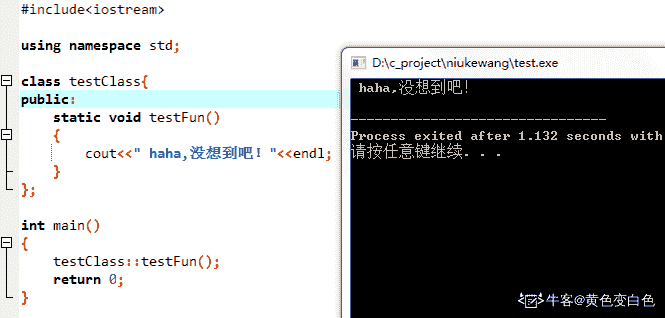 #include<iostream>
using namespace std;
class testClass{
public:
static void testFun()
{
cout<<" haha,没想到吧! "<<endl;
}
};
int main()
{
testClass::testFun();
return 0;
}
D:\c_project\niukewang\test.exe
haha,没想到吧!
--------------------------------
Process exited after 1.132 seconds with
请按任意键继续. . .
牛客@黄色变白色